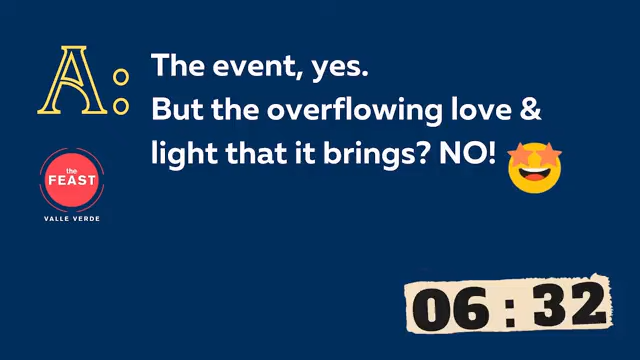 A:
The event, yes.
But the overflowing love &
light that it brings? NO!
the
FEAST
VALLE VERDE
06 : 32